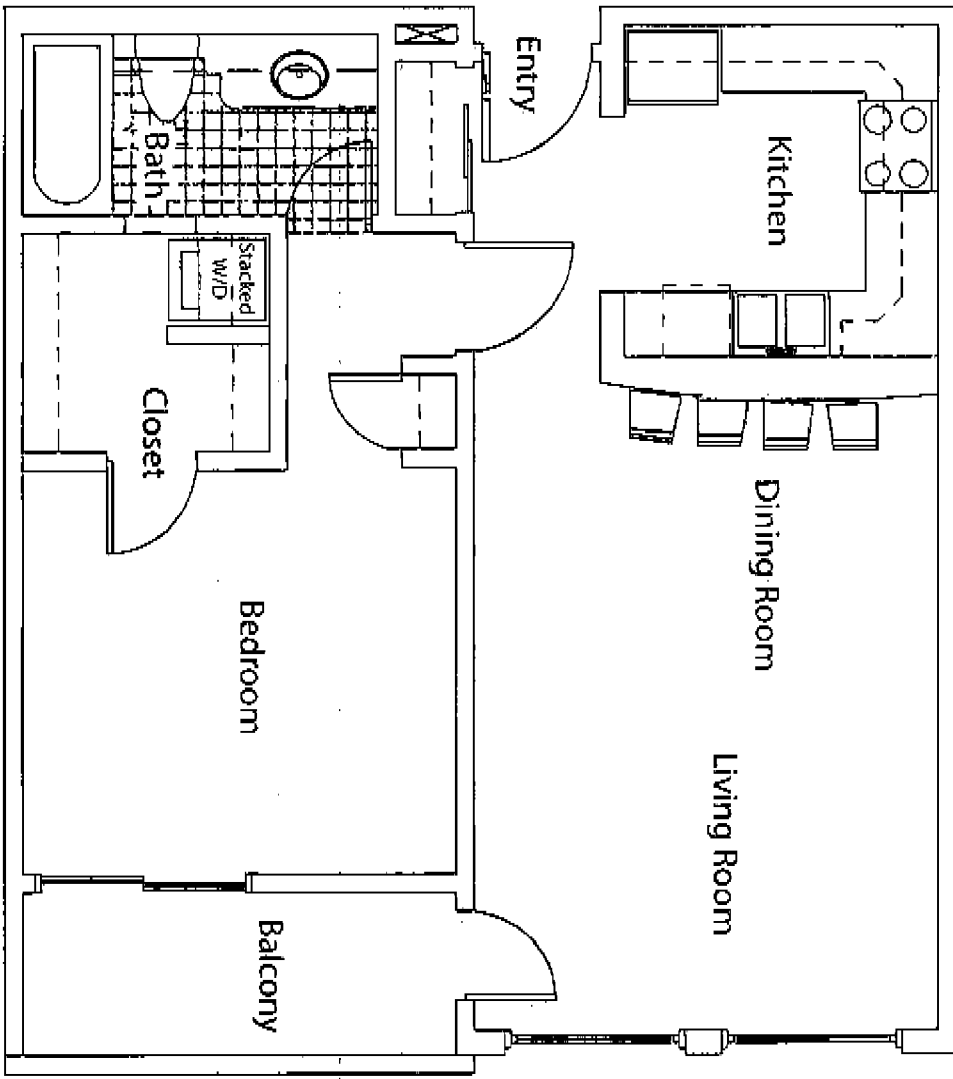 Entry
Kitchen
Bath
Stacked
W/D
Closet
Dining Room
Bedroom
Living Room
Balcony